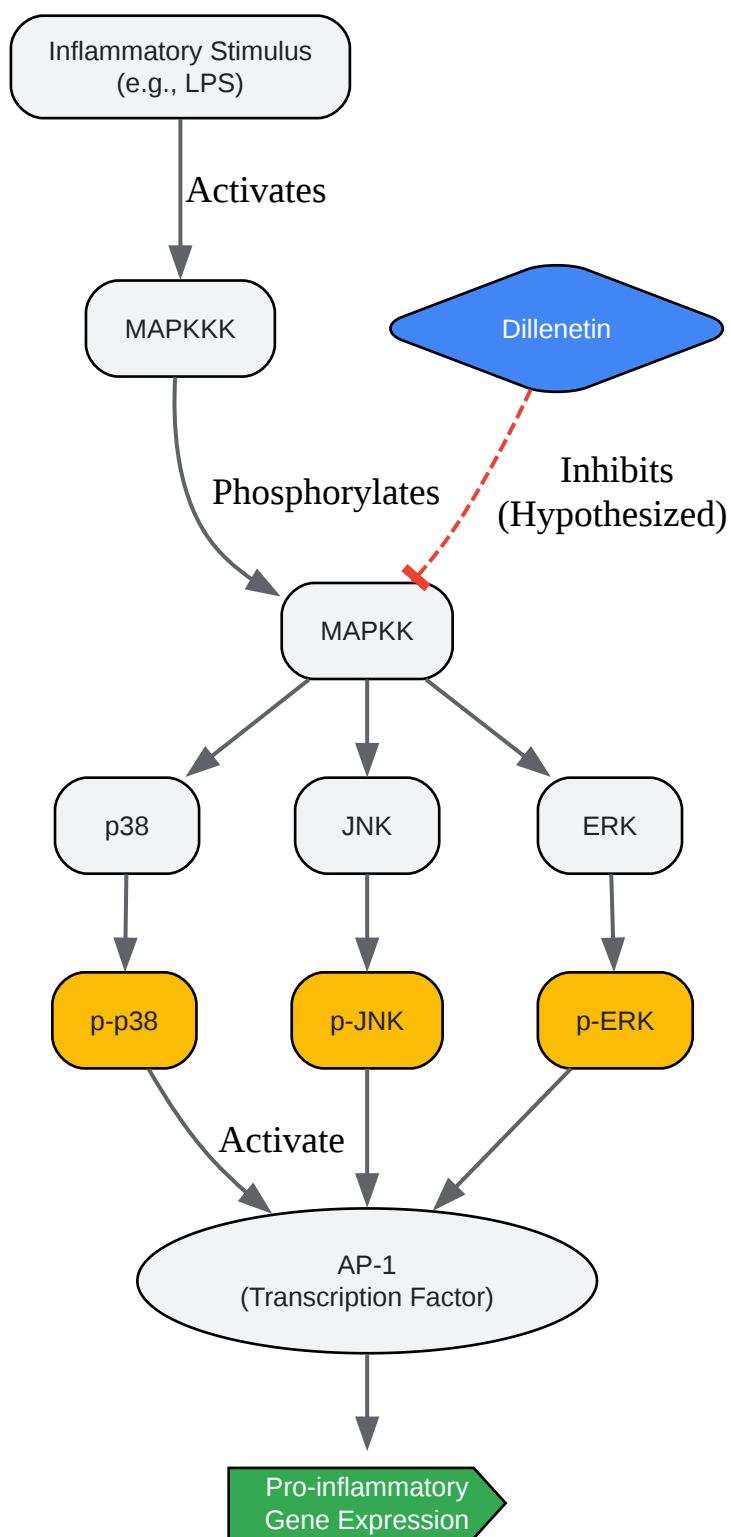 Inflammatory Stimulus
(e.g., LPS)
Activates
MAPKKK
Dillenetin
Phosphorylates
Inhibits
(Hypothesized)
MAPKK
p38
JNK
ERK
p-p38
p-JNK
p-ERK
Activate
AP-1
(Transcription Factor)
Pro-inflammatory
Gene Expression